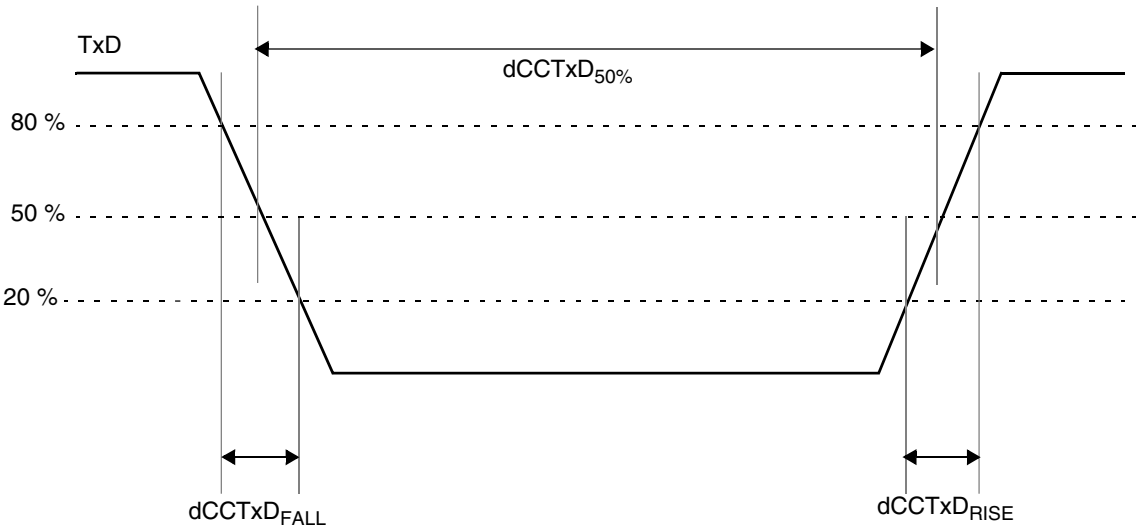 TxD
dCCTxD50%
80 %
50 %
20 %
dCCTxDFALL
dCCTxDRISE